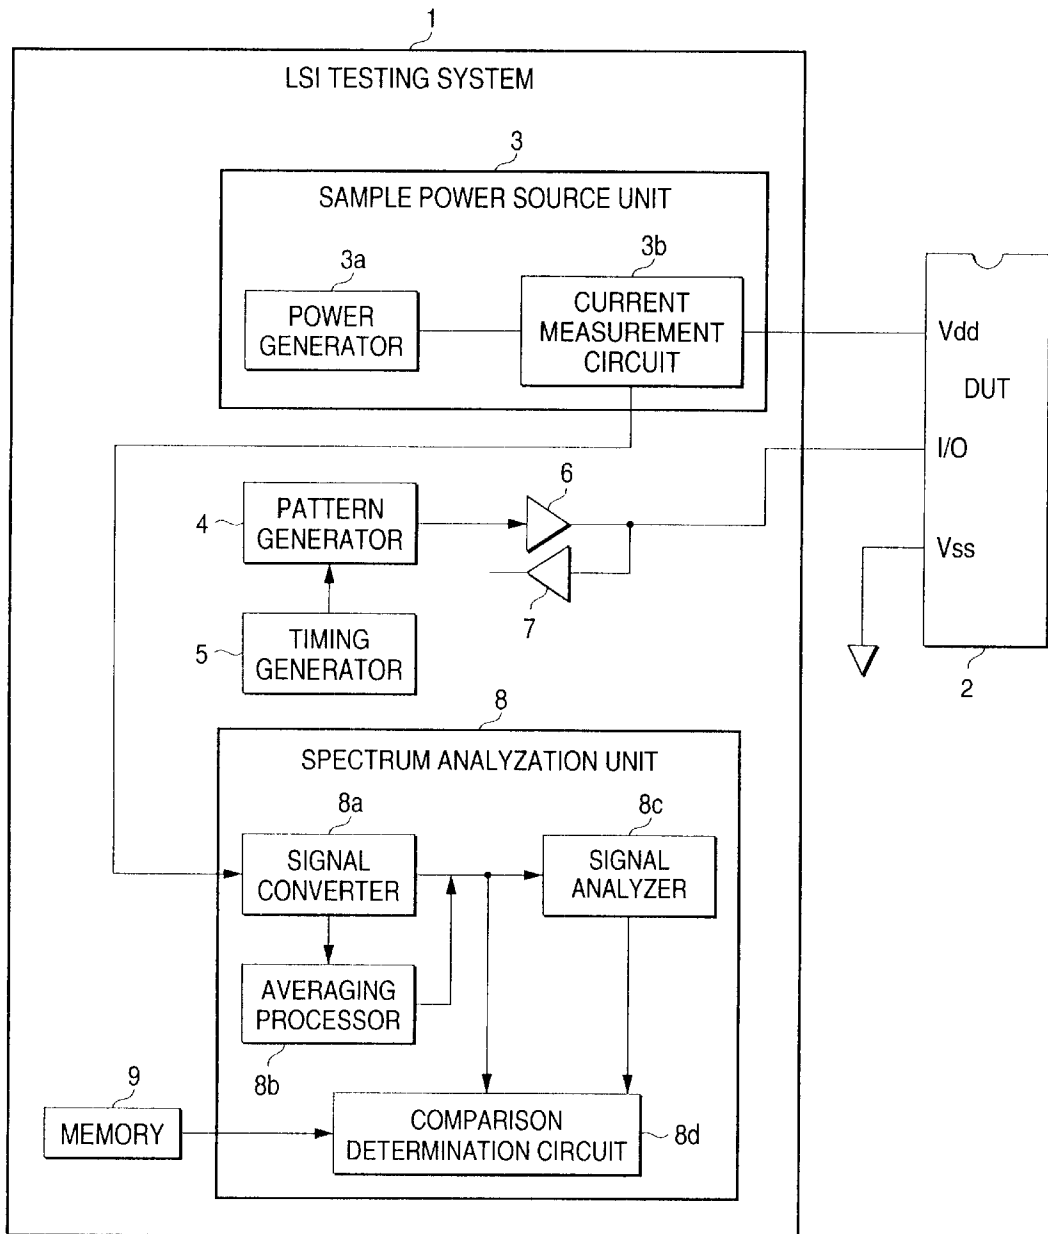 1
LSI TESTING SYSTEM
3
SAMPLE POWER SOURCE UNIT
3a
POWER
GENERATOR
3b
CURRENT
MEASUREMENT
CIRCUIT
Vdd
DUT
I/O
Vss
2
4
PATTERN
GENERATOR
6
7
5
TIMING
GENERATOR
8
SPECTRUM ANALYZATION UNIT
8a
SIGNAL
CONVERTER
8c
SIGNAL
ANALYZER
AVERAGING
PROCESSOR
8b
9
MEMORY
COMPARISON
DETERMINATION CIRCUIT
8d